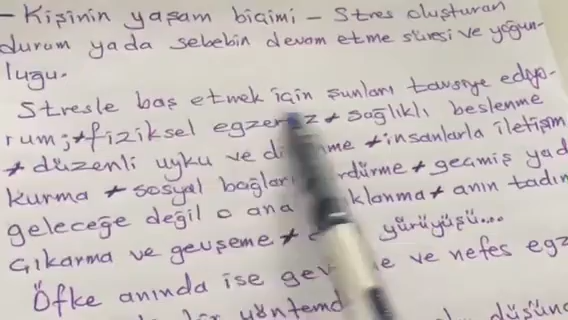 - Kişinin yaşam biçimi - Stres oluşturan
durum yada sebebin devam etme süresi ve yoğun-
luğu.
Stresle baş etmek için şunları tavsiye ediyo-
rum;*fiziksel * sağlıklı beslenme
* düzenli uyku ve *insanlarla iletişim
kurma * sosyal * geçmiş yad
geleceğe değil o ana * anın tadın
çıkarma ve gevşeme * yürüyüşü...
Öfke anında ise ve nefes egz